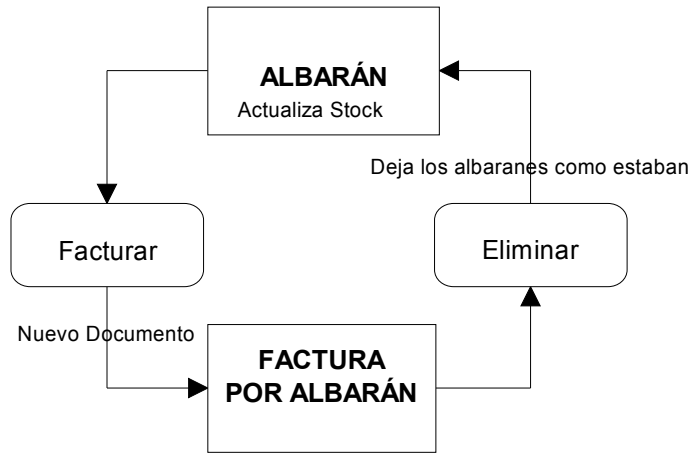 ALBARÁN
Actualiza Stock
Deja los albaranes como estaban
Facturar
Eliminar
Nuevo Documento
FACTURA
POR ALBARÁN